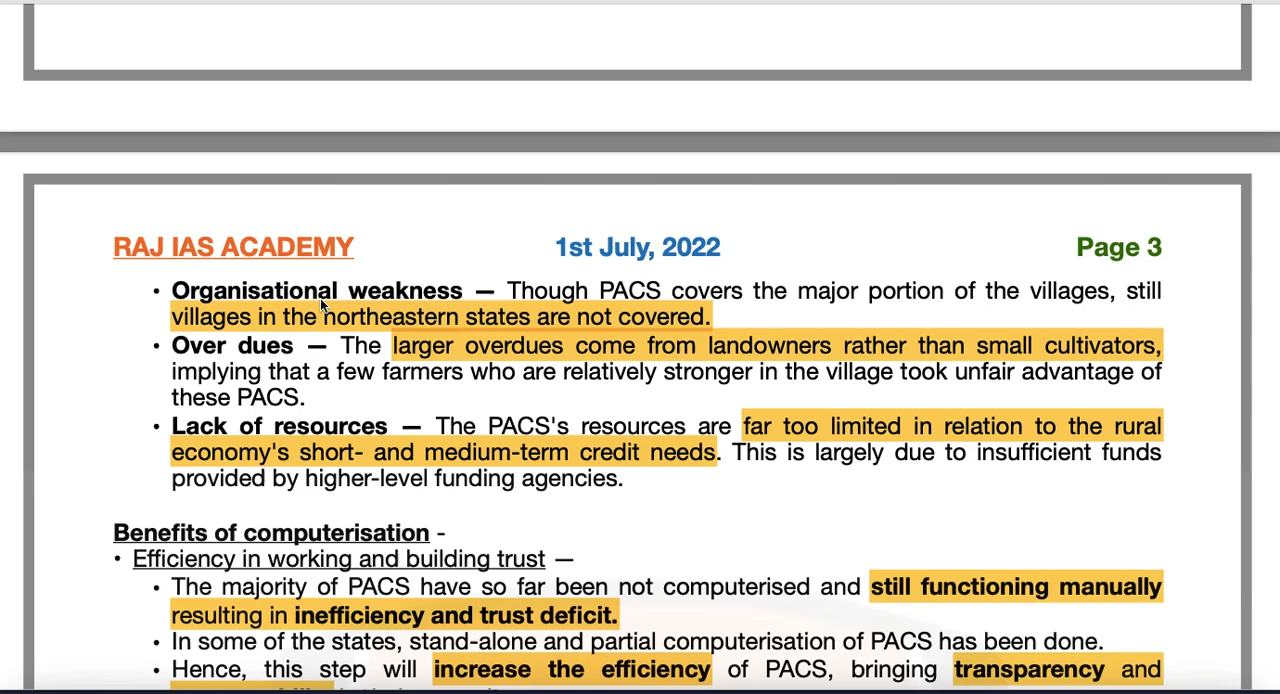 RAJ IAS ACADEMY 1st July, 2022 Page 3
• Organisational weakness — Though PACS covers the major portion of the villages, still
villages in the northeastern states are not covered.
• Over dues — The larger overdues come from landowners rather than small cultivators,
implying that a few farmers who are relatively stronger in the village took unfair advantage of
these PACS.
• Lack of resources — The PACS's resources are far too limited in relation to the rural
economy's short- and medium-term credit needs. This is largely due to insufficient funds
provided by higher-level funding agencies.
Benefits of computerisation -
• Efficiency in working and building trust —
• The majority of PACS have so far been not computerised and still functioning manually
resulting in inefficiency and trust deficit.
• In some of the states, stand-alone and partial computerisation of PACS has been done.
• Hence, this step will increase the efficiency of PACS, bringing transparency and